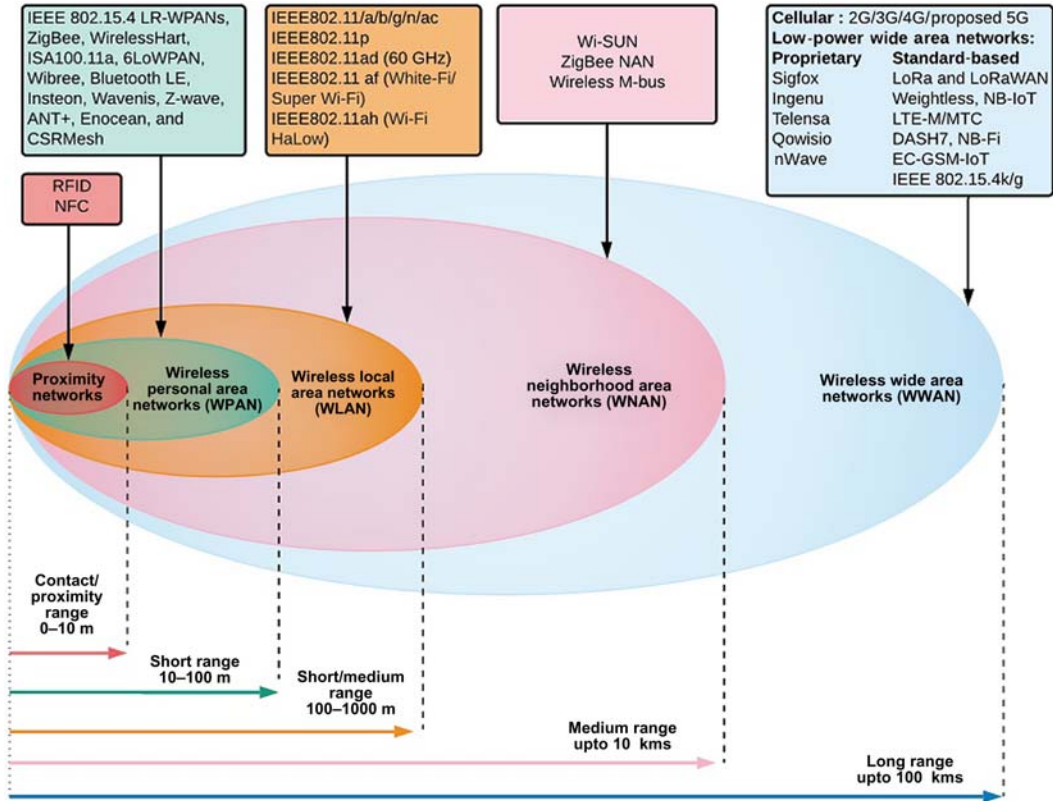 IEEE 802.15.4 LR-WPANs,
ZigBee, WirelessHart,
ISA100.11a, 6LoWPAN,
Wibree, Bluetooth LE,
Insteon, Wavenis, Z-wave,
ANT+, Enocean, and
CSRMesh
IEEE802.11/a/b/g/n/ac
IEEE802.11p
IEEE802.11ad (60 GHz)
IEEE802.11 af (White-Fi/
Super Wi-Fi)
IEEE802.11ah (Wi-Fi
HaLow)
Wi-SUN
ZigBee NAN
Wireless M-bus
Cellular : 2G/3G/4G/proposed 5G
Low-power wide area networks:
Proprietary Standard-based
Sigfox LoRa and LoRaWAN
Ingenu Weightless, NB-IoT
Telensa LTE-M/MTC
Qowisio DASH7, NB-Fi
nWave EC-GSM-IoT
IEEE 802.15.4k/g
RFID
NFC
Proximity
networks
Wireless
personal area
networks (WPAN)
Wireless local
area networks
(WLAN)
Wireless
neighborhood area
networks (WNAN)
Wireless wide area
networks (WWAN)
Contact/
proximity
range
0–10 m
Short range
10–100 m
Short/medium
range
100–1000 m
Medium range
upto 10 kms
Long range
upto 100 kms